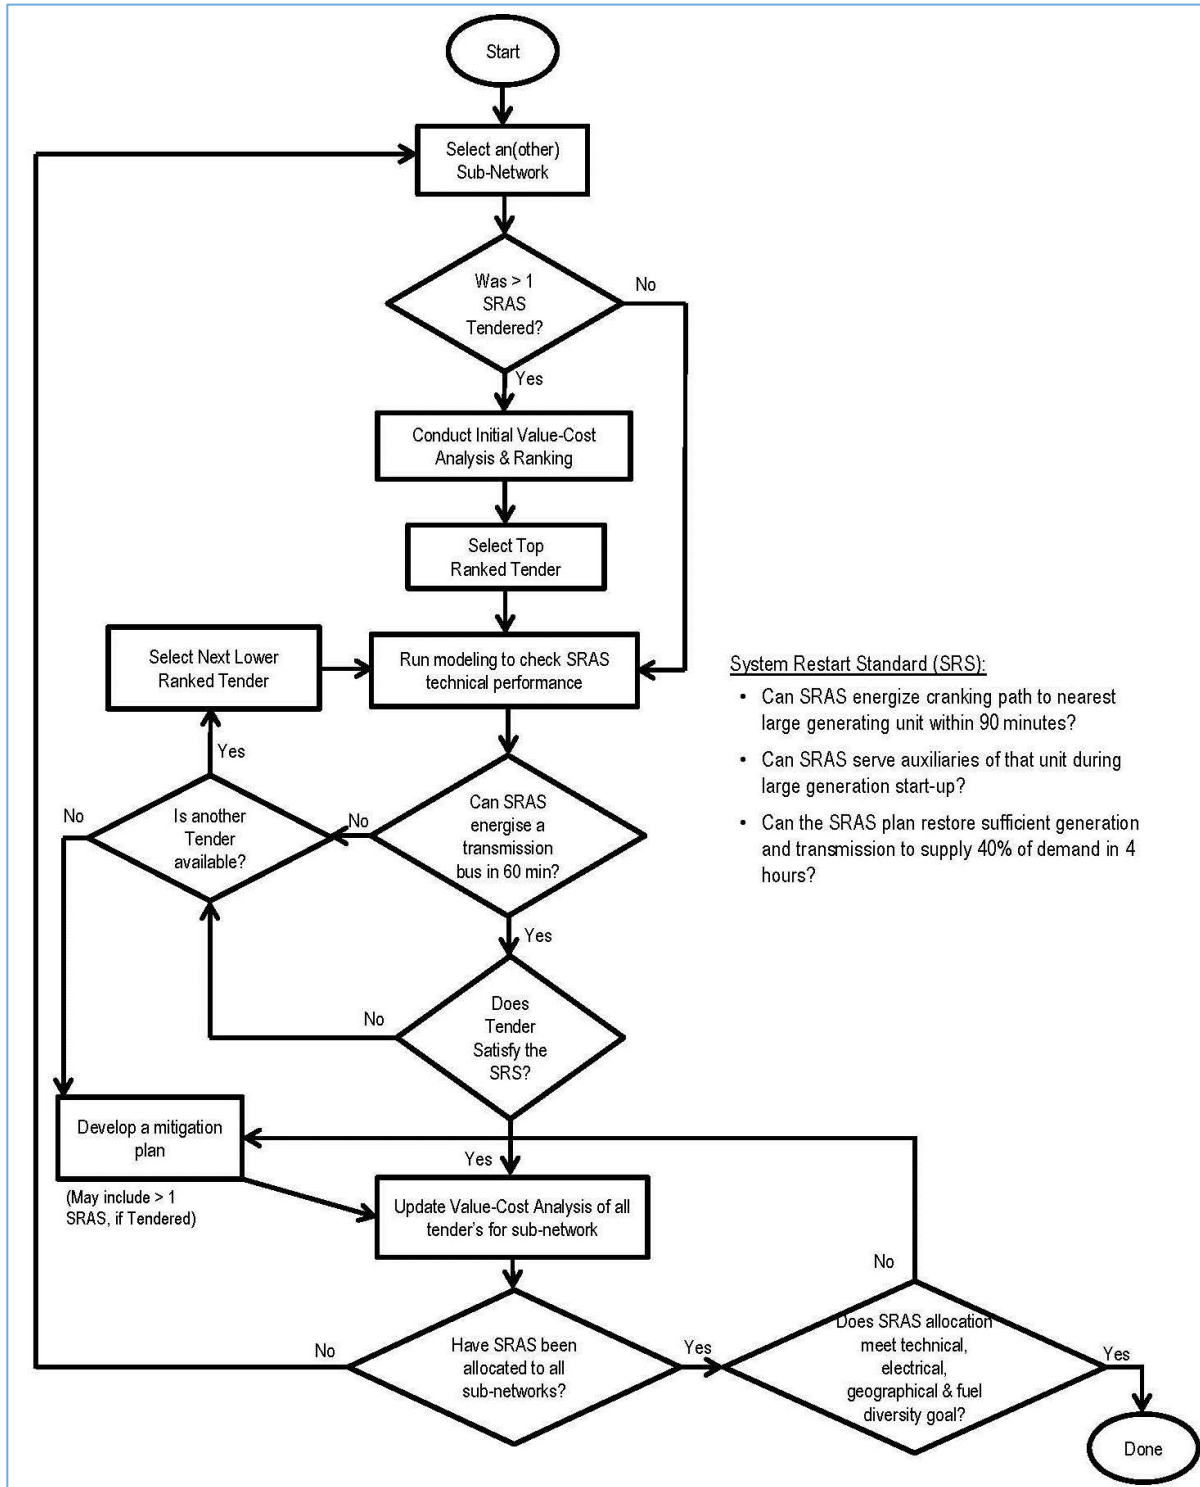 Start
Select an(other)
Sub-Network
Was > 1
SRAS
Tendered?
No
Yes
Conduct Initial Value-Cost
Analysis & Ranking
Select Top
Ranked Tender
Select Next Lower
Ranked Tender
Run modeling to check SRAS
technical performance
System Restart Standard (SRS):
• Can SRAS energize cranking path to nearest
large generating unit within 90 minutes?
• Can SRAS serve auxiliaries of that unit during
large generation start-up?
• Can the SRAS plan restore sufficient generation
and transmission to supply 40% of demand in 4
hours?
Yes
No
Is another
Tender
available?
No
Can SRAS
energise a
transmission
bus in 60 min?
Yes
No
Does
Tender
Satisfy the
SRS?
Develop a mitigation
plan
(May include > 1
SRAS, if Tendered)
Yes
Update Value-Cost Analysis of all
tender's for sub-network
No
No
Have SRAS been
allocated to all
sub-networks?
Yes
Does SRAS allocation
meet technical,
electrical,
geographical & fuel
diversity goal?
Yes
Done